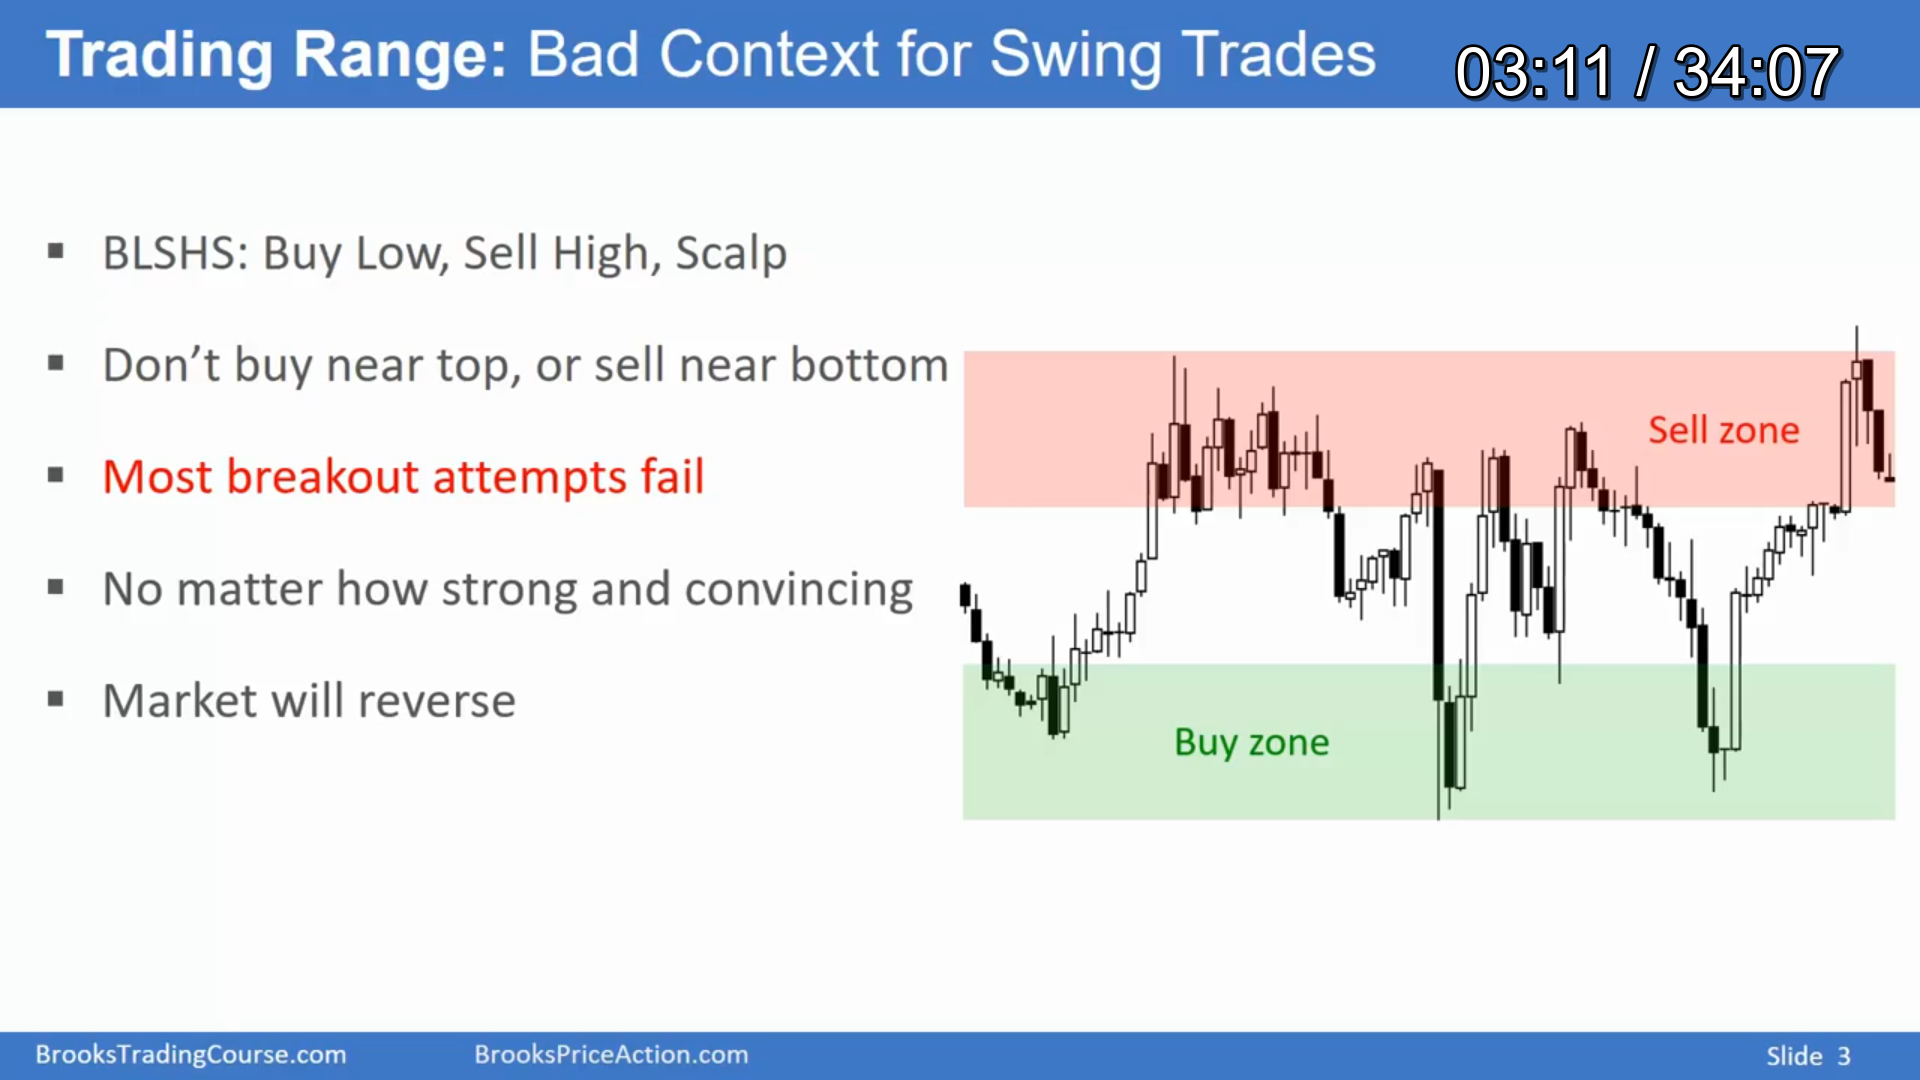 Trading Range: Bad Context for Swing Trades
03:11 / 34:07
▪ BLSHS: Buy Low, Sell High, Scalp
▪ Don’t buy near top, or sell near bottom
▪ Most breakout attempts fail
▪ No matter how strong and convincing
▪ Market will reverse
Sell zone
Buy zone
BrooksTradingCourse.com
BrooksPriceAction.com
Slide 3